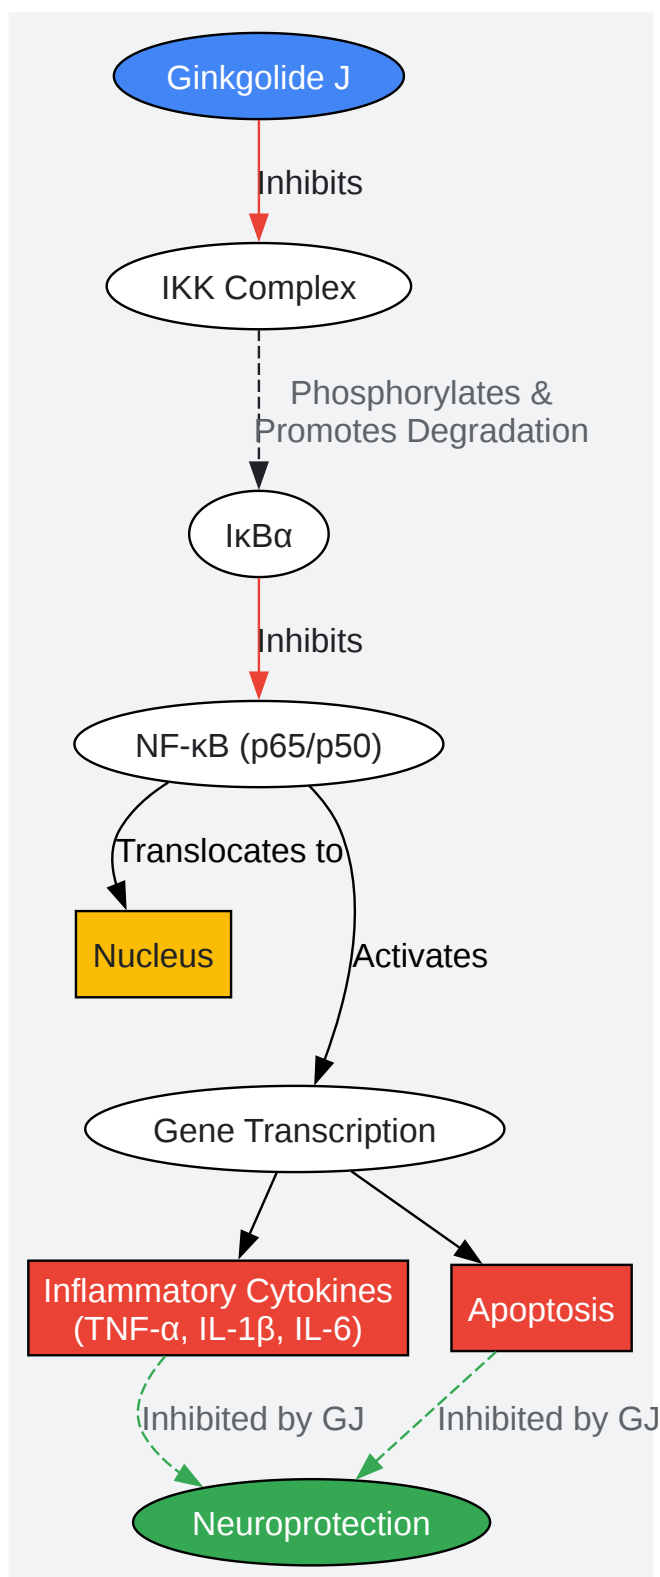 Ginkgolide J
Inhibits
IKK Complex
Phosphorylates &
Promotes Degradation
IκBα
Inhibits
NF-κB (p65/p50)
Translocates to
Nucleus
Activates
Gene Transcription
Inflammatory Cytokines
(TNF-α, IL-1β, IL-6)
Apoptosis
Inhibited by GJ
Inhibited by GJ
Neuroprotection